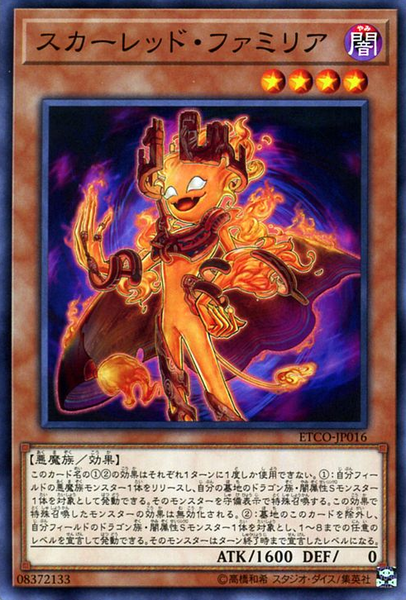 スカーレッド・ファミリア
闇
ETCO-JP016
【悪魔族/効果】
このカード名の①②の効果はそれぞれ1ターンに1度しか使用できない。①:自分フィ
ールドの悪魔族モンスター1体をリリースし、自分の墓地のドラゴン族・闇属性Sモンスター
1体を対象として発動できる。そのモンスターを守備表示で特殊召喚する。この効果で
特殊召喚したモンスターの効果は無効化される。②:墓地のこのカードを除外し、
自分フィールドのドラゴン族・闇属性Sモンスター1体を対象とし、1~8までの任意の
レベルを宣言して発動できる。そのモンスターはターン終了時まで宣言したレベルになる。
ATK/1600 DEF/ 0
08372133
©高橋和希 スタジオ・ダイス/集英社